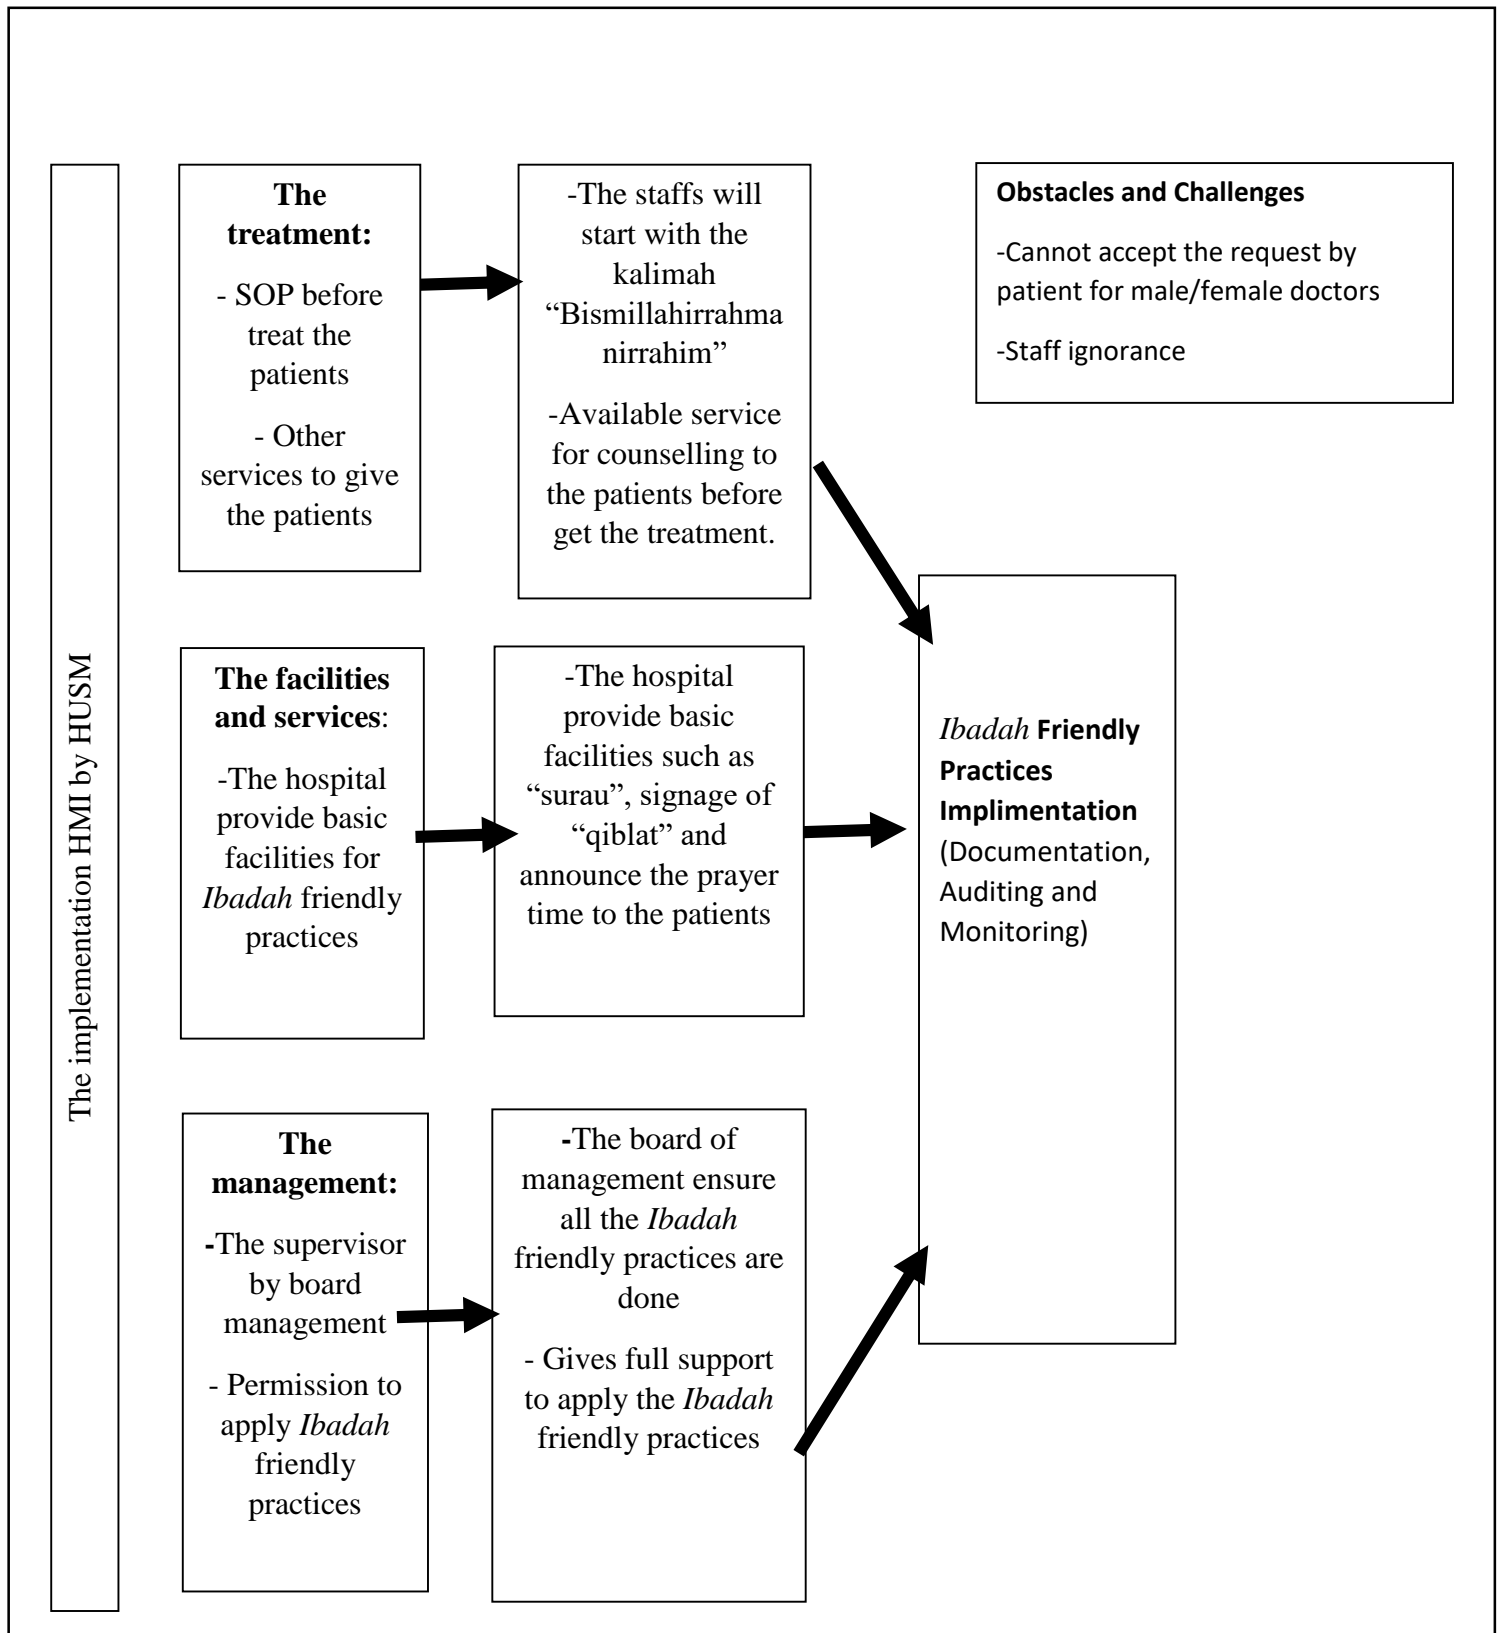 The implementation HMI by HUSM
The
treatment:
- SOP before
treat the
patients
- Other
services to give
the patients
-The staffs will
start with the
kalimah
“Bismillahirrahma
nirrahim”
-Available service
for counselling to
the patients before
get the treatment.
Obstacles and Challenges
-Cannot accept the request by
patient for male/female doctors
-Staff ignorance
The facilities
and services:
-The hospital
provide basic
facilities for
Ibadah friendly
practices
-The hospital
provide basic
facilities such as
“surau”, signage of
“qiblat” and
announce the prayer
time to the patients
Ibadah Friendly
Practices
Implimentation
(Documentation,
Auditing and
Monitoring)
The
management:
-The supervisor
by board
management
- Permission to
apply Ibadah
friendly
practices
-The board of
management ensure
all the Ibadah
friendly practices are
done
- Gives full support
to apply the Ibadah
friendly practices